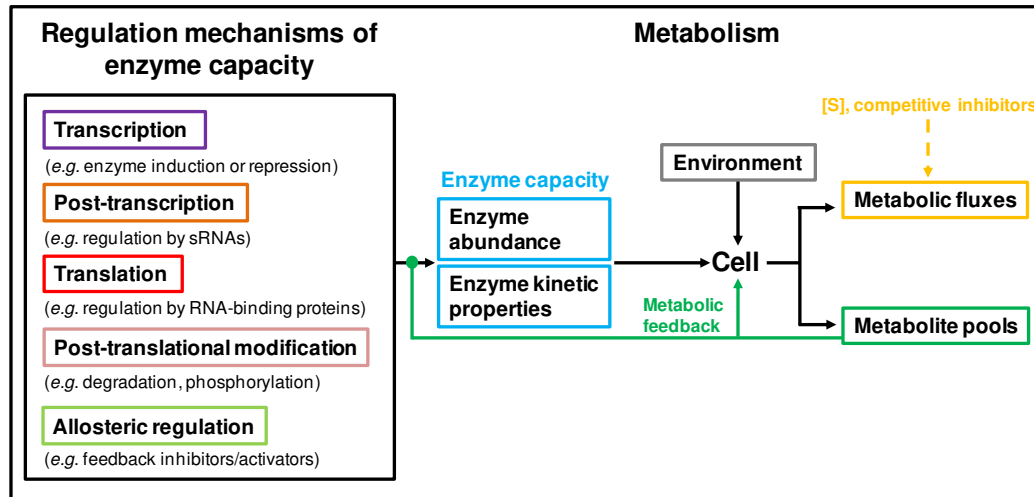 Regulation mechanisms of
enzyme capacity
Transcription
(e.g. enzyme induction or repression)
Post-transcription
(e.g. regulation by sRNAs)
Translation
(e.g. regulation by RNA-binding proteins)
Post-translational modification
(e.g. degradation, phosphorylation)
Allosteric regulation
(e.g. feedback inhibitors/activators)
Metabolism
[S], competitive inhibitors
Environment
Enzyme capacity
Enzyme
abundance
Enzyme kinetic
properties
Cell
Metabolic fluxes
Metabolic
feedback
Metabolite pools